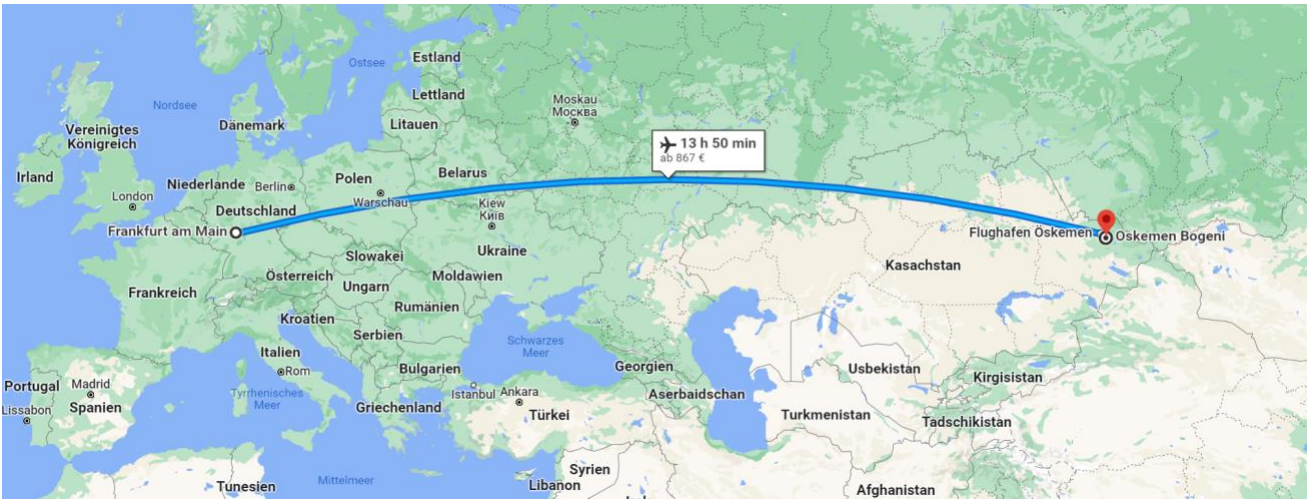 Estland
Ostsee
Lettland
Moskau
Москва
Nordsee
Dänemark
Litauen
Vereinigtes
Königreich
13 h 50 min
ab 867 €
Irland
Niederlande
Berlin
Polen
Belarus
London
Warschau
Kiew
Київ
Deutschland
Frankfurt am Main
Flughafen Öskemen
Oskemen Bogeni
Ukraine
Slowakei
Kasachstan
Österreich
Moldawien
Ungarn
Frankreich
Rumänien
Kroatien
Serbien
Schwarzes
Meer
Italien
Rom
Bulgarien
Georgien
Usbekistan
Kirgisistan
Portugal
Madrid
Spanien
Tyrrhenisches
Meer
Istanbul
Ankara
Aserbaidschan
Lissabon
Griechenland
Türkei
Turkmenistan
Tadschikistan
Syrien
Tunesien
Mittelmeer
Libanon
Afghanistan